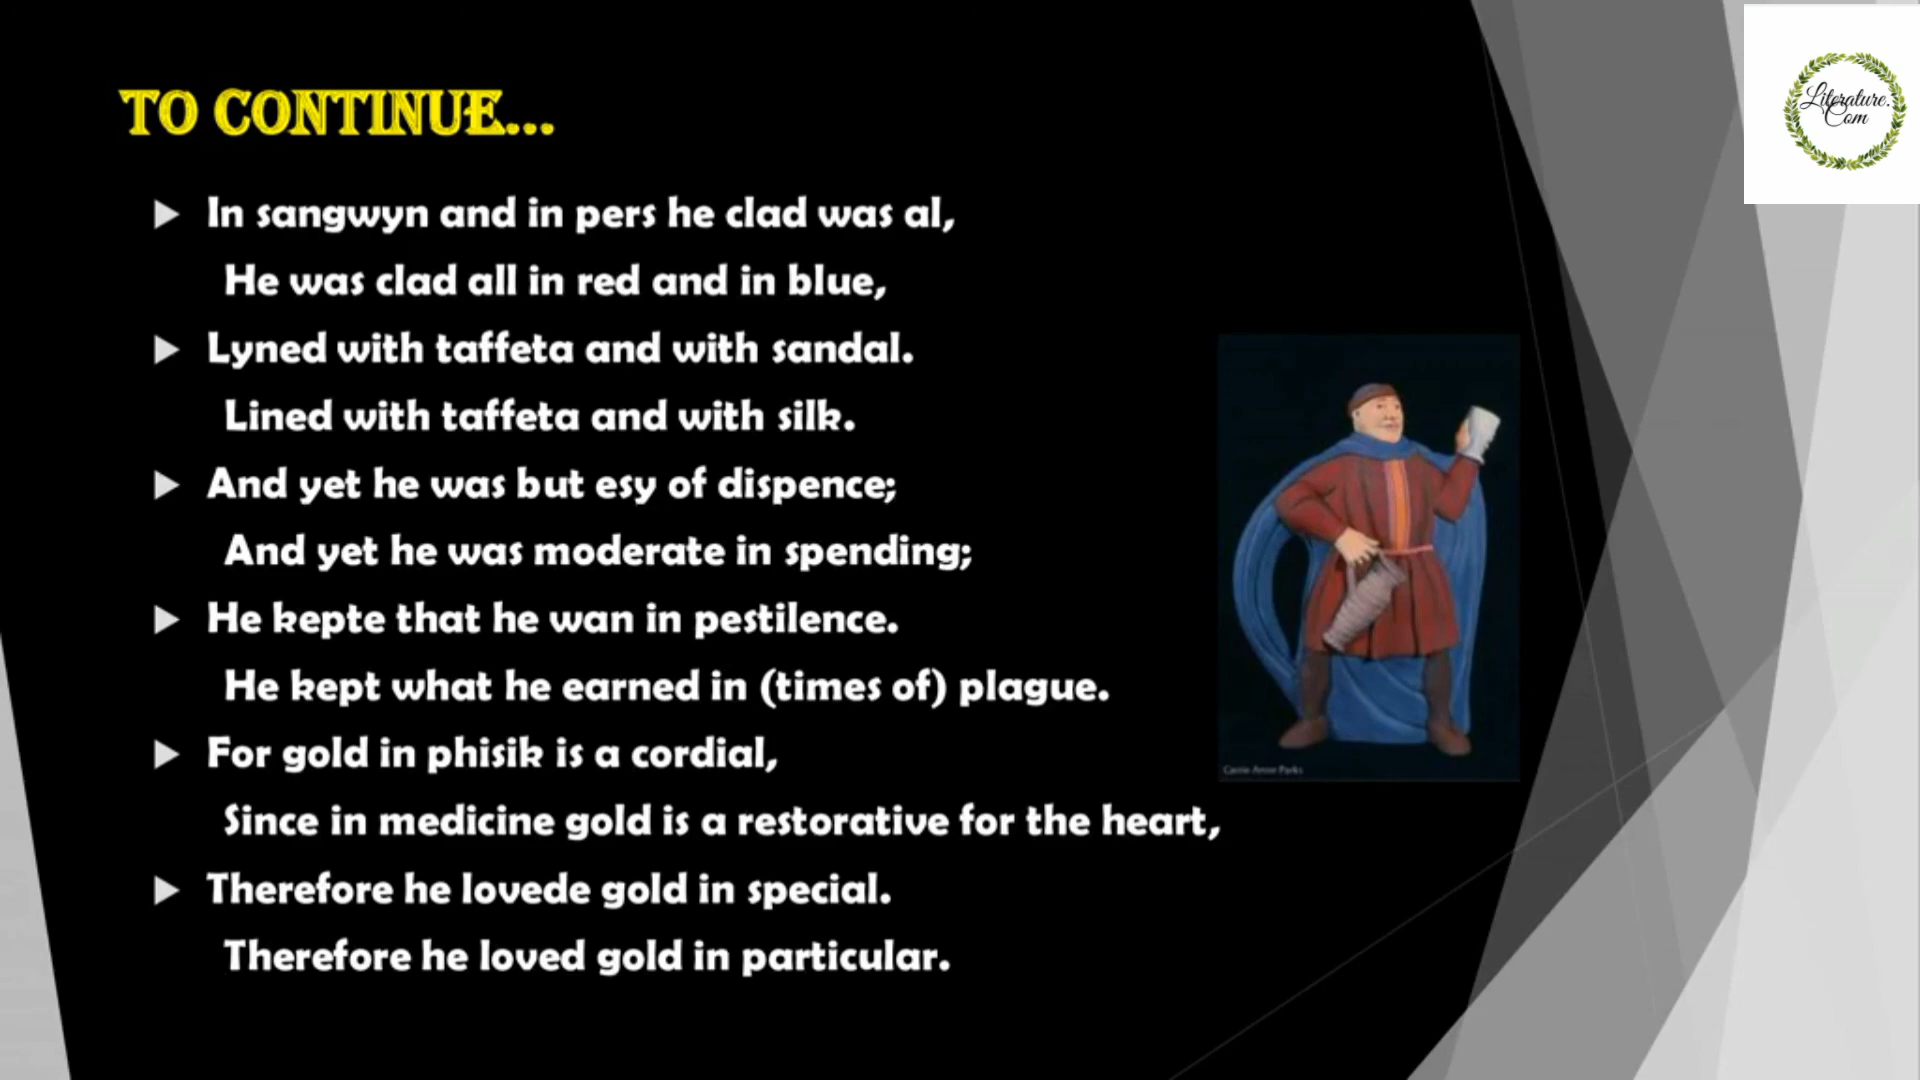 TO CONTINUE...
Literature.
Com
In sangwyn and in pers he clad was al,
He was clad all in red and in blue,
Lyned with taffeta and with sandal.
Lined with taffeta and with silk.
And yet he was but esy of dispence;
And yet he was moderate in spending;
He kepte that he wan in pestilence.
He kept what he earned in (times of) plague.
For gold in phisik is a cordial,
Since in medicine gold is a restorative for the heart,
Therefore he lovede gold in special.
Therefore he loved gold in particular.
Carrie Anne Parks